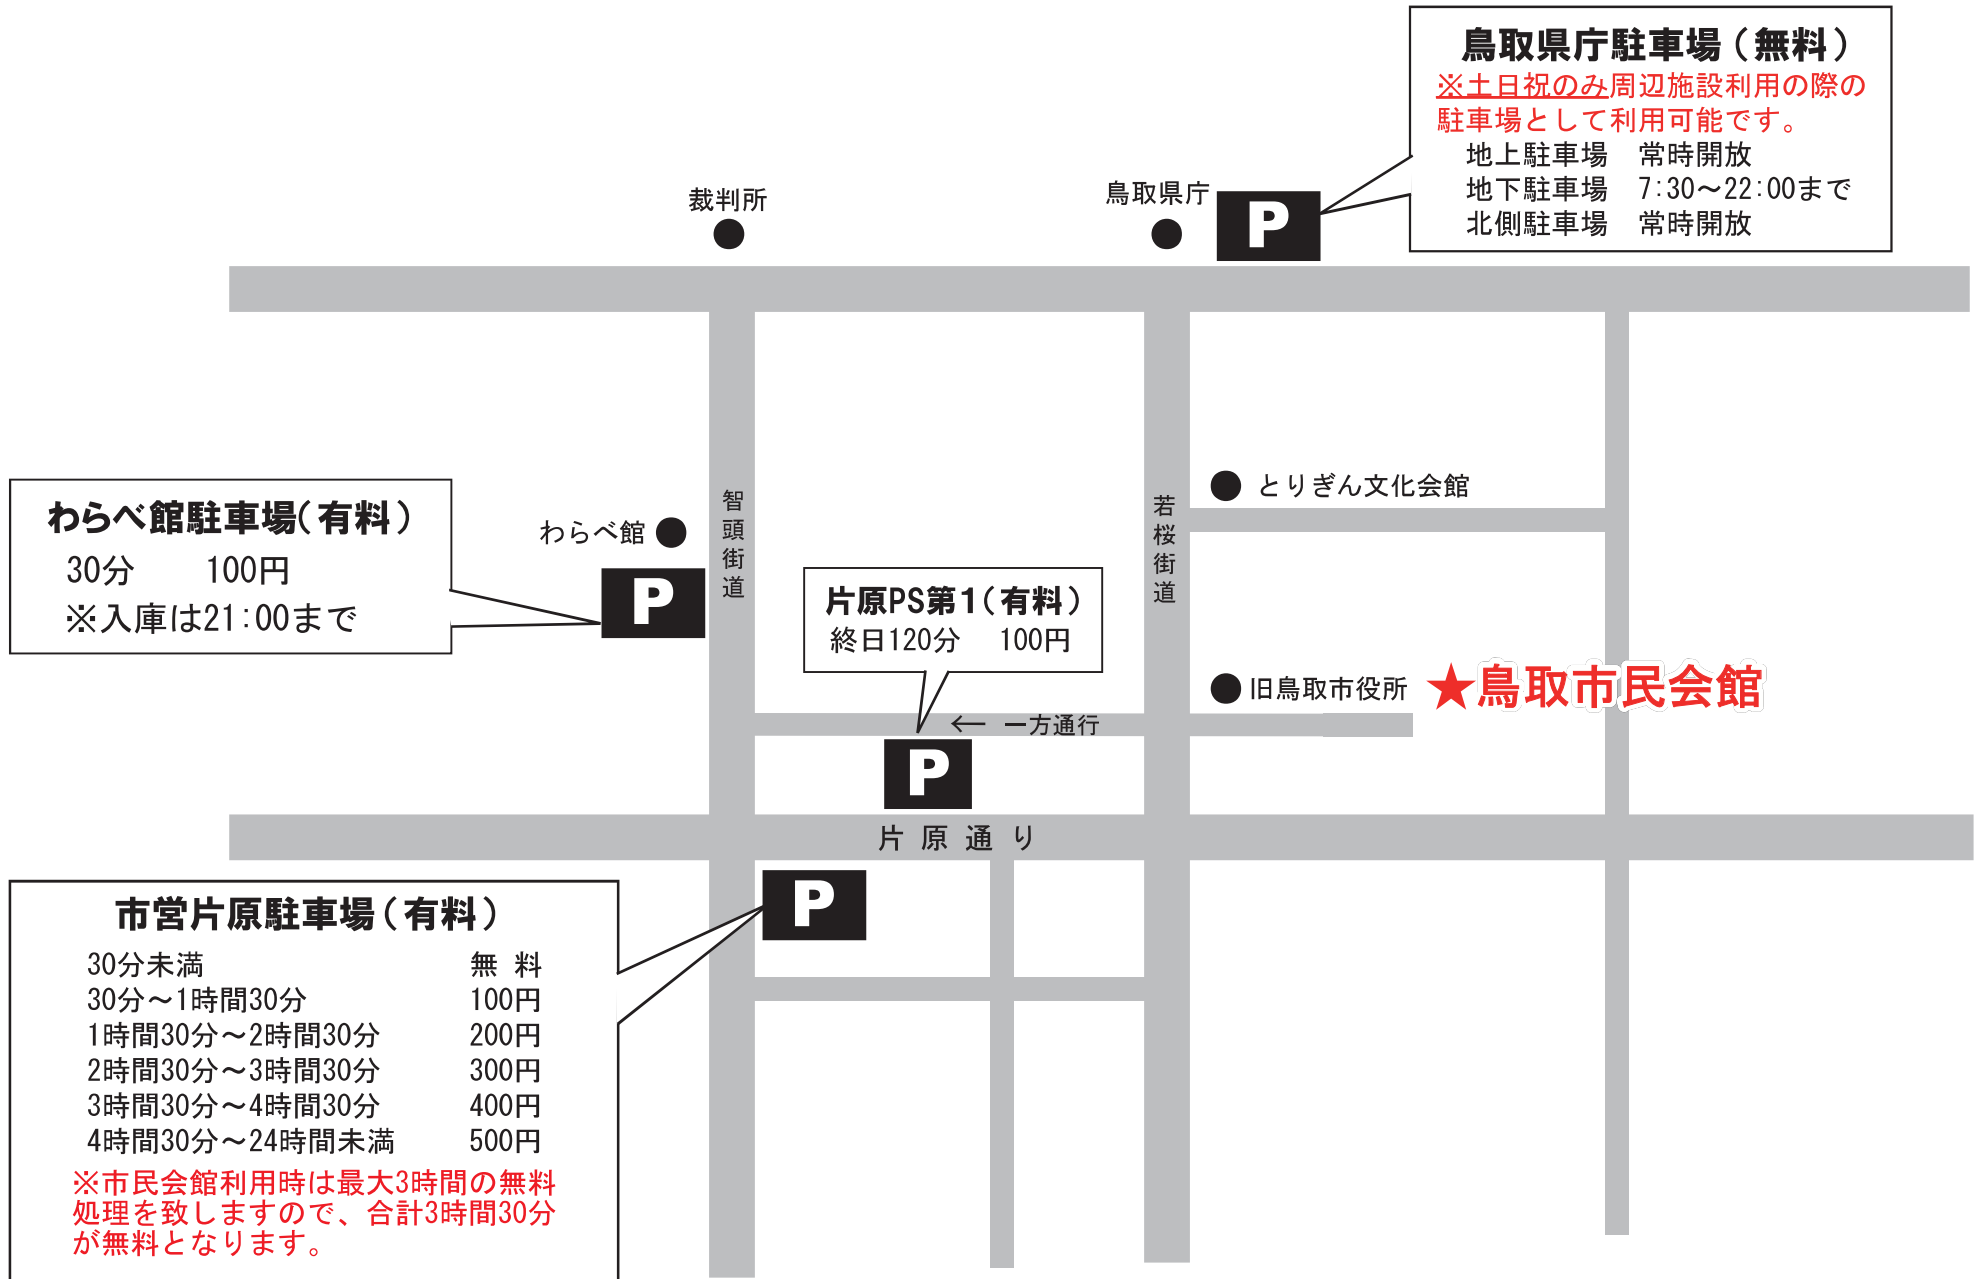 鳥取県庁駐車場（無料）
※土日祝のみ周辺施設利用の際の
駐車場として利用可能です。
地上駐車場　常時開放
地下駐車場　7:30～22:00まで
北側駐車場　常時開放
裁判所
鳥取県庁
P
とりぎん文化会館
智頭街道
若桜街道
わらべ館駐車場（有料）
30分　100円
※入庫は21:00まで
わらべ館
P
片原PS第1（有料）
終日120分　100円
旧鳥取市役所
★鳥取市民会館
← 一方通行
P
片原通り
P
市営片原駐車場（有料）
30分未満　無料
30分～1時間30分　100円
1時間30分～2時間30分　200円
2時間30分～3時間30分　300円
3時間30分～4時間30分　400円
4時間30分～24時間未満　500円
※市民会館利用時は最大3時間の無料
処理を致しますので、合計3時間30分
が無料となります。